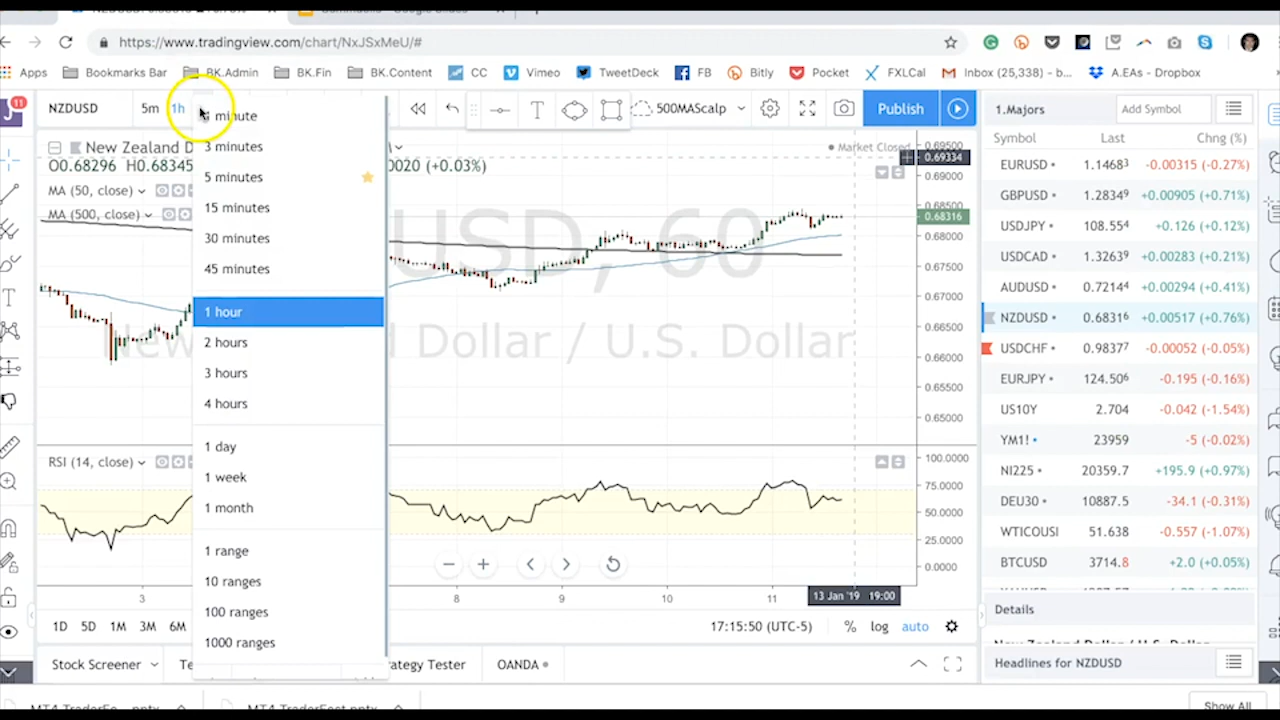 https://www.tradingview.com/chart/NxJSxMeU/#
Apps Bookmarks Bar BK.Admin BK.Fin BK.Content CC Vimeo TweetDeck FB Bitly Pocket FXLCal Inbox (25,338) - b... A.EAs - Dropbox
11
NZDUSD 5m 1h 500MAScalp Publish
1.Majors Add Symbol
Symbol Last Chng (%)
New Zealand D
Market Closed
O0.68296 H0.68345 0020 (+0.03%)
MA (50, close)
MA (500, close)
minute
3 minutes
5 minutes
15 minutes
30 minutes
45 minutes
1 hour
2 hours
3 hours
4 hours
1 day
1 week
1 month
1 range
10 ranges
100 ranges
1000 ranges
USD, 60
New d Dollar / U.S. Dollar
0.69500
0.69334
0.69000
0.68500
0.68316
0.68000
0.67500
0.67000
0.66500
0.66000
0.65500
0.65000
RSI (14, close)
100.0000
75.0000
50.0000
25.0000
0.0000
3 8 9 10 11 13 Jan '19 19:00
1D 5D 1M 3M 6M 17:15:50 (UTC-5) % log auto
Stock Screener Te rategy Tester OANDA
EURUSD 1.14683 -0.00315 (-0.27%)
GBPUSD 1.28349 +0.00905 (+0.71%)
USDJPY 108.554 +0.126 (+0.12%)
USDCAD 1.32639 +0.00283 (+0.21%)
AUDUSD 0.72144 +0.00294 (+0.41%)
NZDUSD 0.68316 +0.00517 (+0.76%)
USDCHF 0.98377 -0.00052 (-0.05%)
EURJPY 124.506 -0.195 (-0.16%)
US10Y 2.704 -0.042 (-1.54%)
YM1! 23959 -5 (-0.02%)
NI225 20359.7 +195.9 (+0.97%)
DEU30 10887.5 -34.1 (-0.31%)
WTICOUSI 51.638 -0.557 (-1.07%)
BTCUSD 3714.8 +2.0 (+0.05%)
Details
Headlines for NZDUSD
Show All